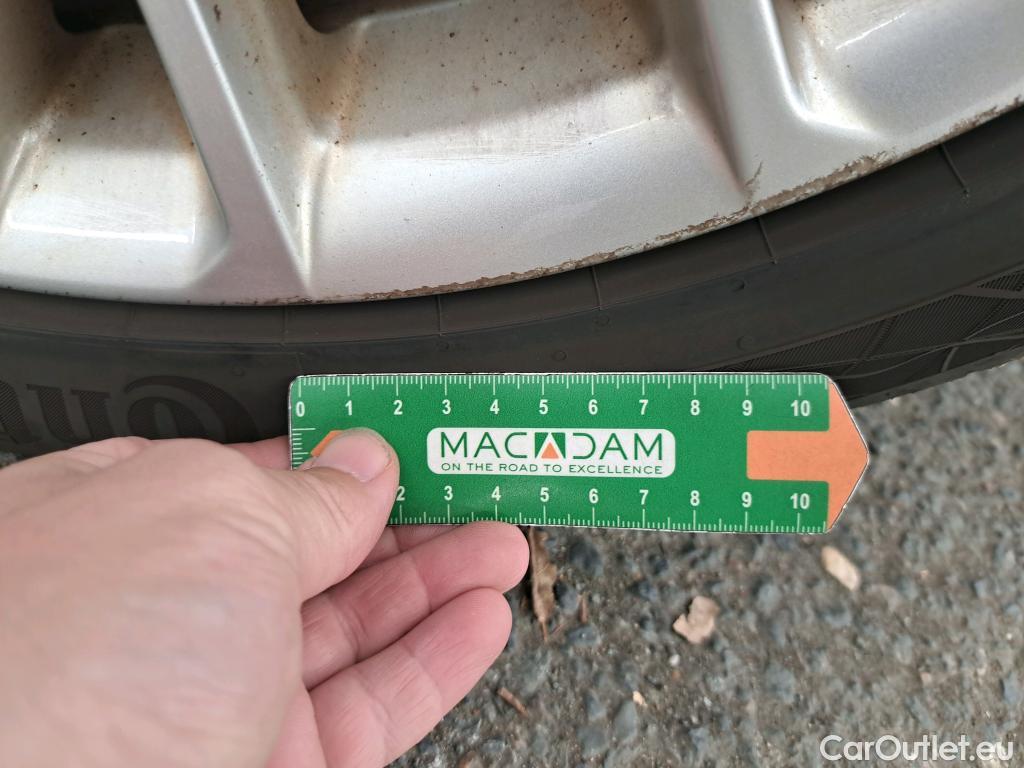 Cont
0 1 2 3 4 5 6 7 8 9 10
MACADAM
ON THE ROAD TO EXCELLENCE
2 3 4 5 6 7 8 9 10
CarOutlet.eu